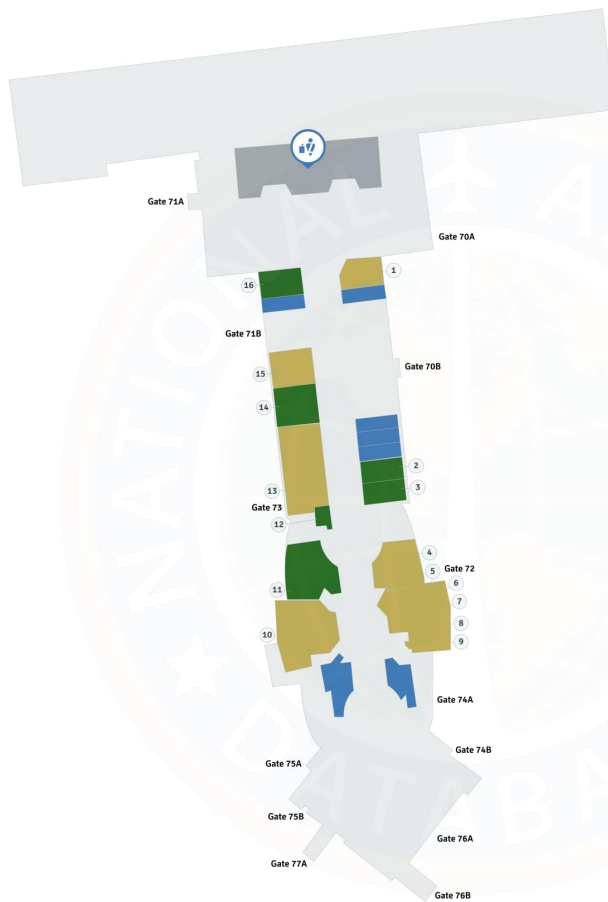 Gate 71A
Gate 70A
16
1
Gate 71B
Gate 70B
15
14
2
3
13
Gate 73
12
4
Gate 72
5
6
11
7
8
10
9
Gate 74A
Gate 74B
Gate 75A
Gate 75B
Gate 76A
Gate 77A
Gate 76B
NATIONAL A
DATABA